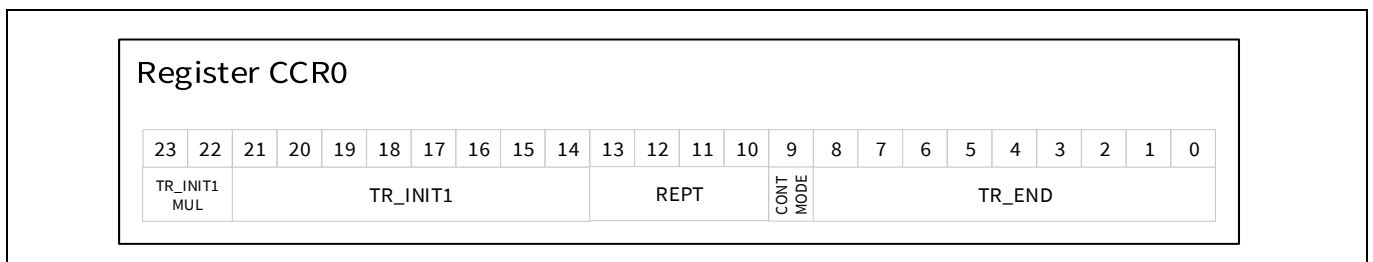 Register CCR0
23 22 21 20 19 18 17 16 15 14 13 12 11 10 9 8 7 6 5 4 3 2 1 0
TR_INIT1
MUL
TR_INIT1
REPT
CONT
MODE
TR_END